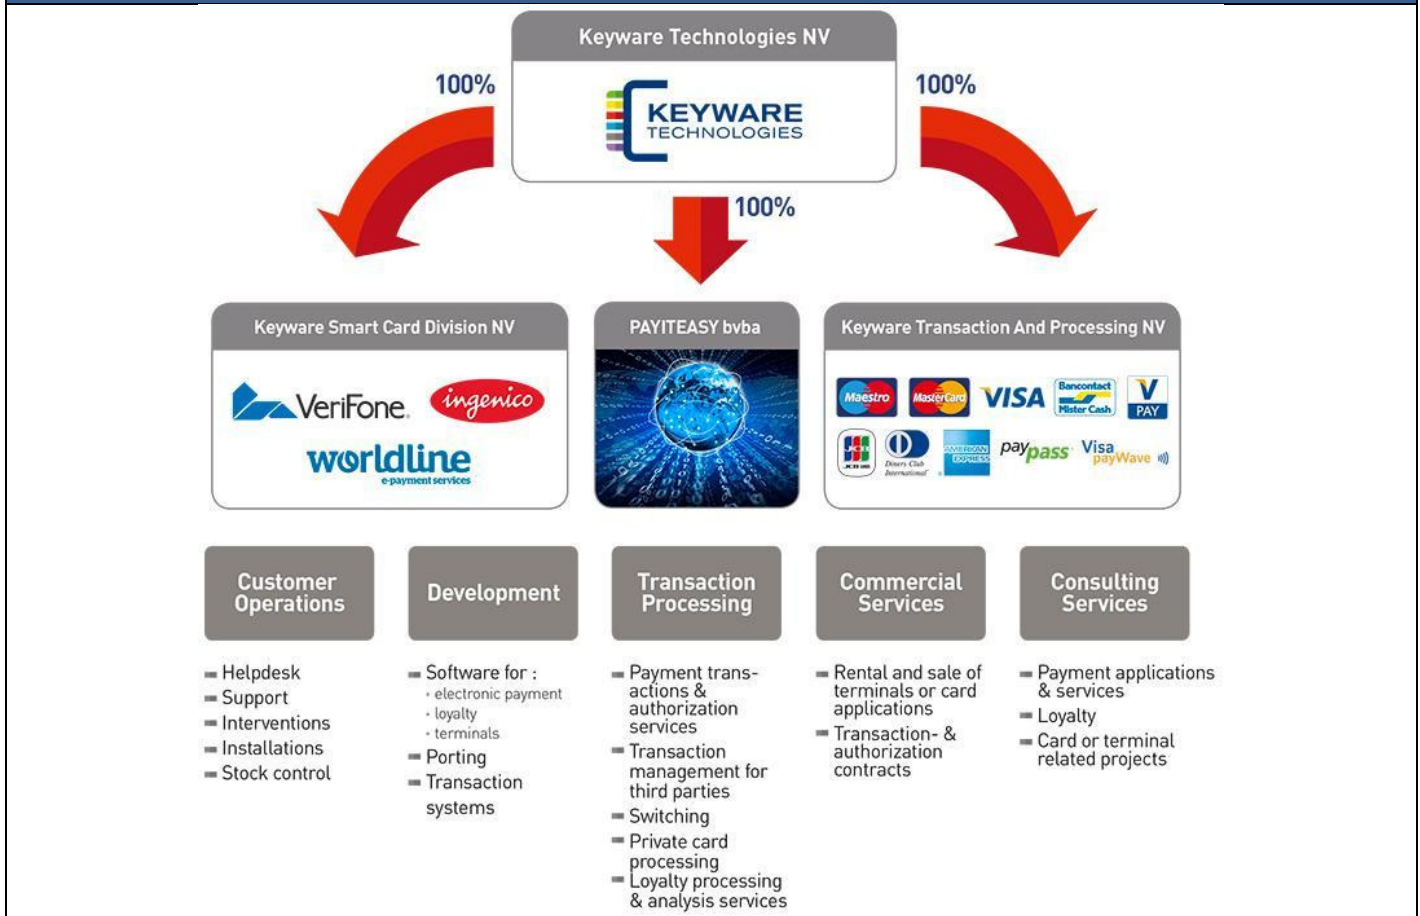 Keyware Technologies NV
100%
100%
KEYWARE
TECHNOLOGIES
100%
Keyware Smart Card Division NV
PAYITEASY bvba
Keyware Transaction And Processing NV
VeriFone.
ingenico
worldline
e-payment services
Maestro
MasterCard
VISA
Bancontact
Mister Cash
V
PAY
JCB
Diners Club
International
AMERICAN
EXPRESS
paypass
Visa
payWave
Customer
Operations
Helpdesk
Support
Interventions
Installations
Stock control
Development
Software for :
· electronic payment
· loyalty
· terminals
Porting
Transaction
systems
Transaction
Processing
Payment trans-
actions &
authorization
services
Transaction
management for
third parties
Switching
Private card
processing
Loyalty processing
& analysis services
Commercial
Services
Rental and sale of
terminals or card
applications
Transaction- &
authorization
contracts
Consulting
Services
Payment applications
& services
Loyalty
Card or terminal
related projects